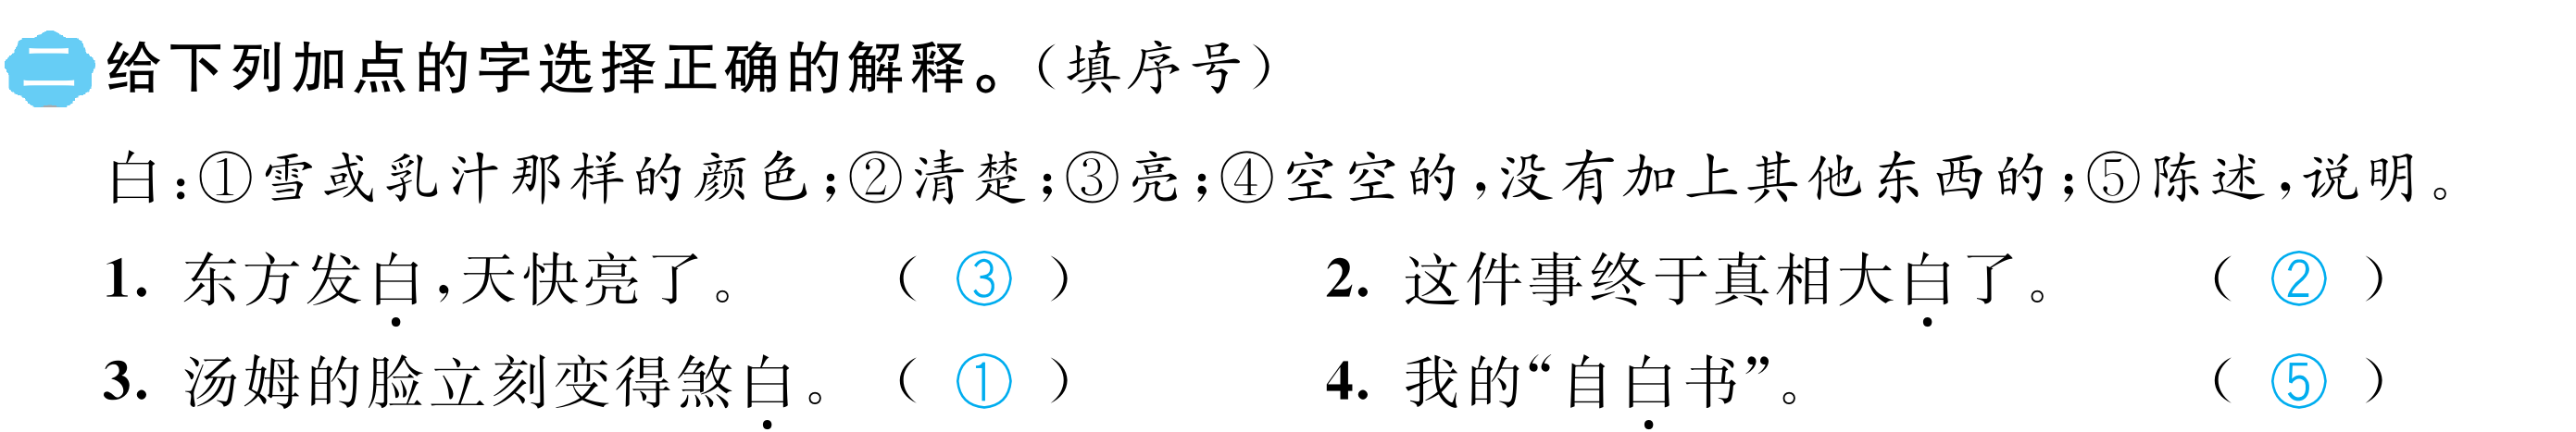 二 给下列加点的字选择正确的解释。（填序号）
白：①雪或乳汁那样的颜色；②清楚；③亮；④空空的，没有加上其他东西的；⑤陈述，说明。
1. 东方发白，天快亮了。（ ③ ） 2. 这件事终于真相大白了。（ ② ）
3. 汤姆的脸立刻变得煞白。（ ① ） 4. 我的“自白书”。（ ⑤ ）